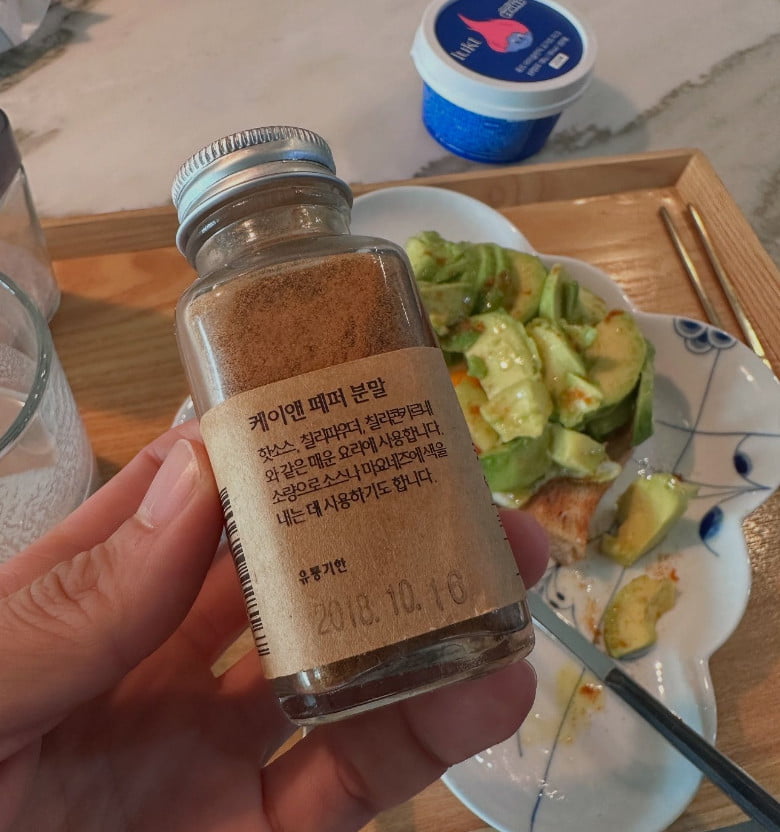 luki
케이앤 페퍼 분말
핫소스, 칠리파우더, 칠리콘카르네
와 같은 매운 요리에 사용합니다.
소량으로 소스나 마요네즈에 색을
내는 데 사용하기도 합니다.
유통기한
2018.10.16